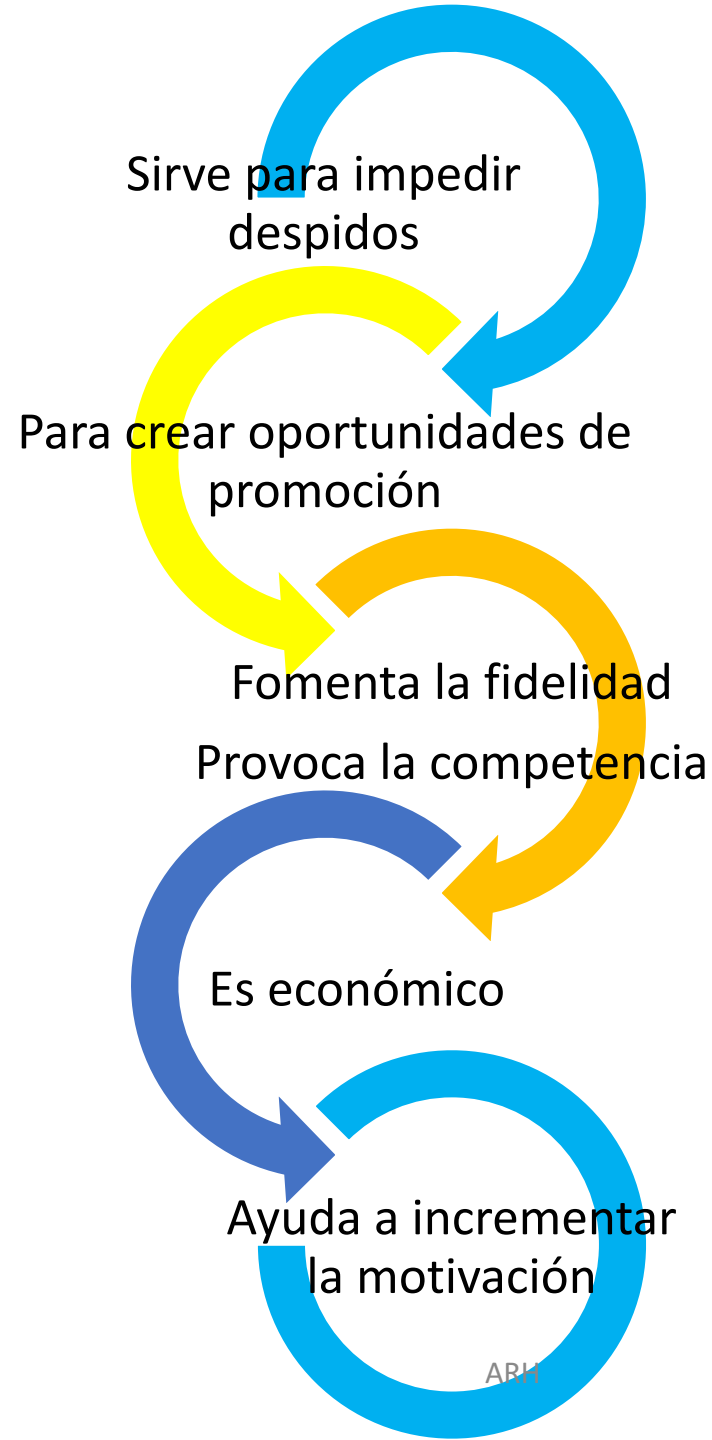 Sirve para impedir
despidos
Para crear oportunidades de
promoción
Fomenta la fidelidad
Provoca la competencia
Es económico
Ayuda a incrementar
la motivación
ARH